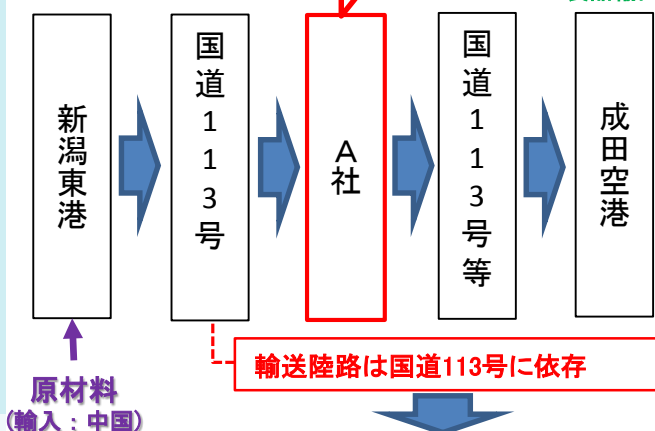 新潟東港
国道113号
A社
国道113号等
成田空港
輸送陸路は国道113号に依存
原材料
(輸入：中国)